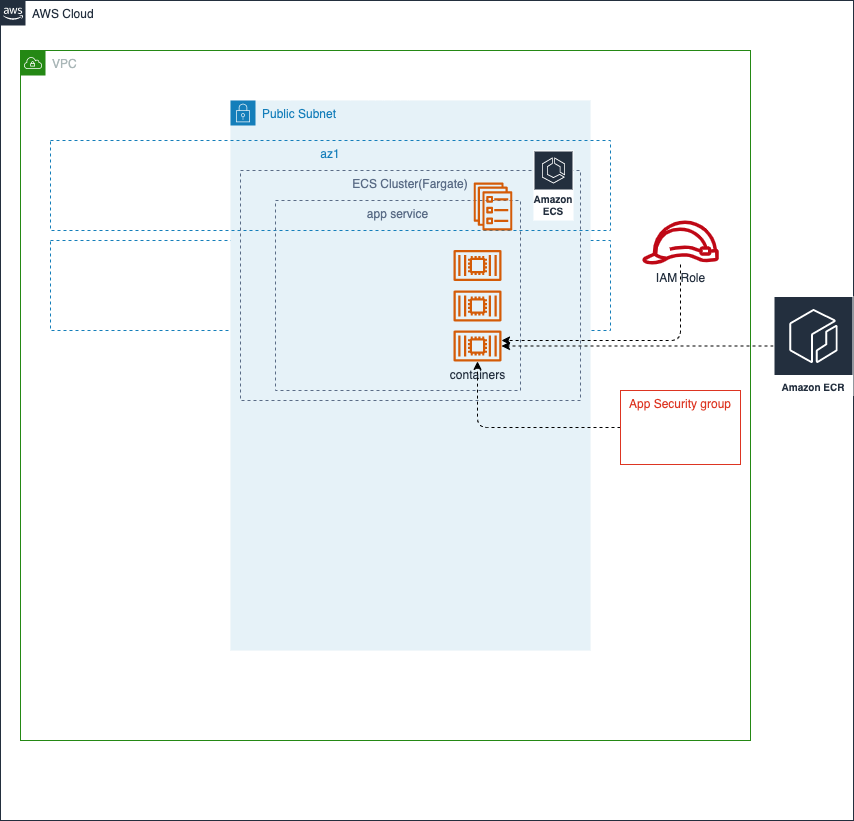 aws
AWS Cloud
VPC
Public Subnet
az1
ECS Cluster(Fargate)
Amazon
ECS
app service
IAM Role
containers
Amazon ECR
App Security group